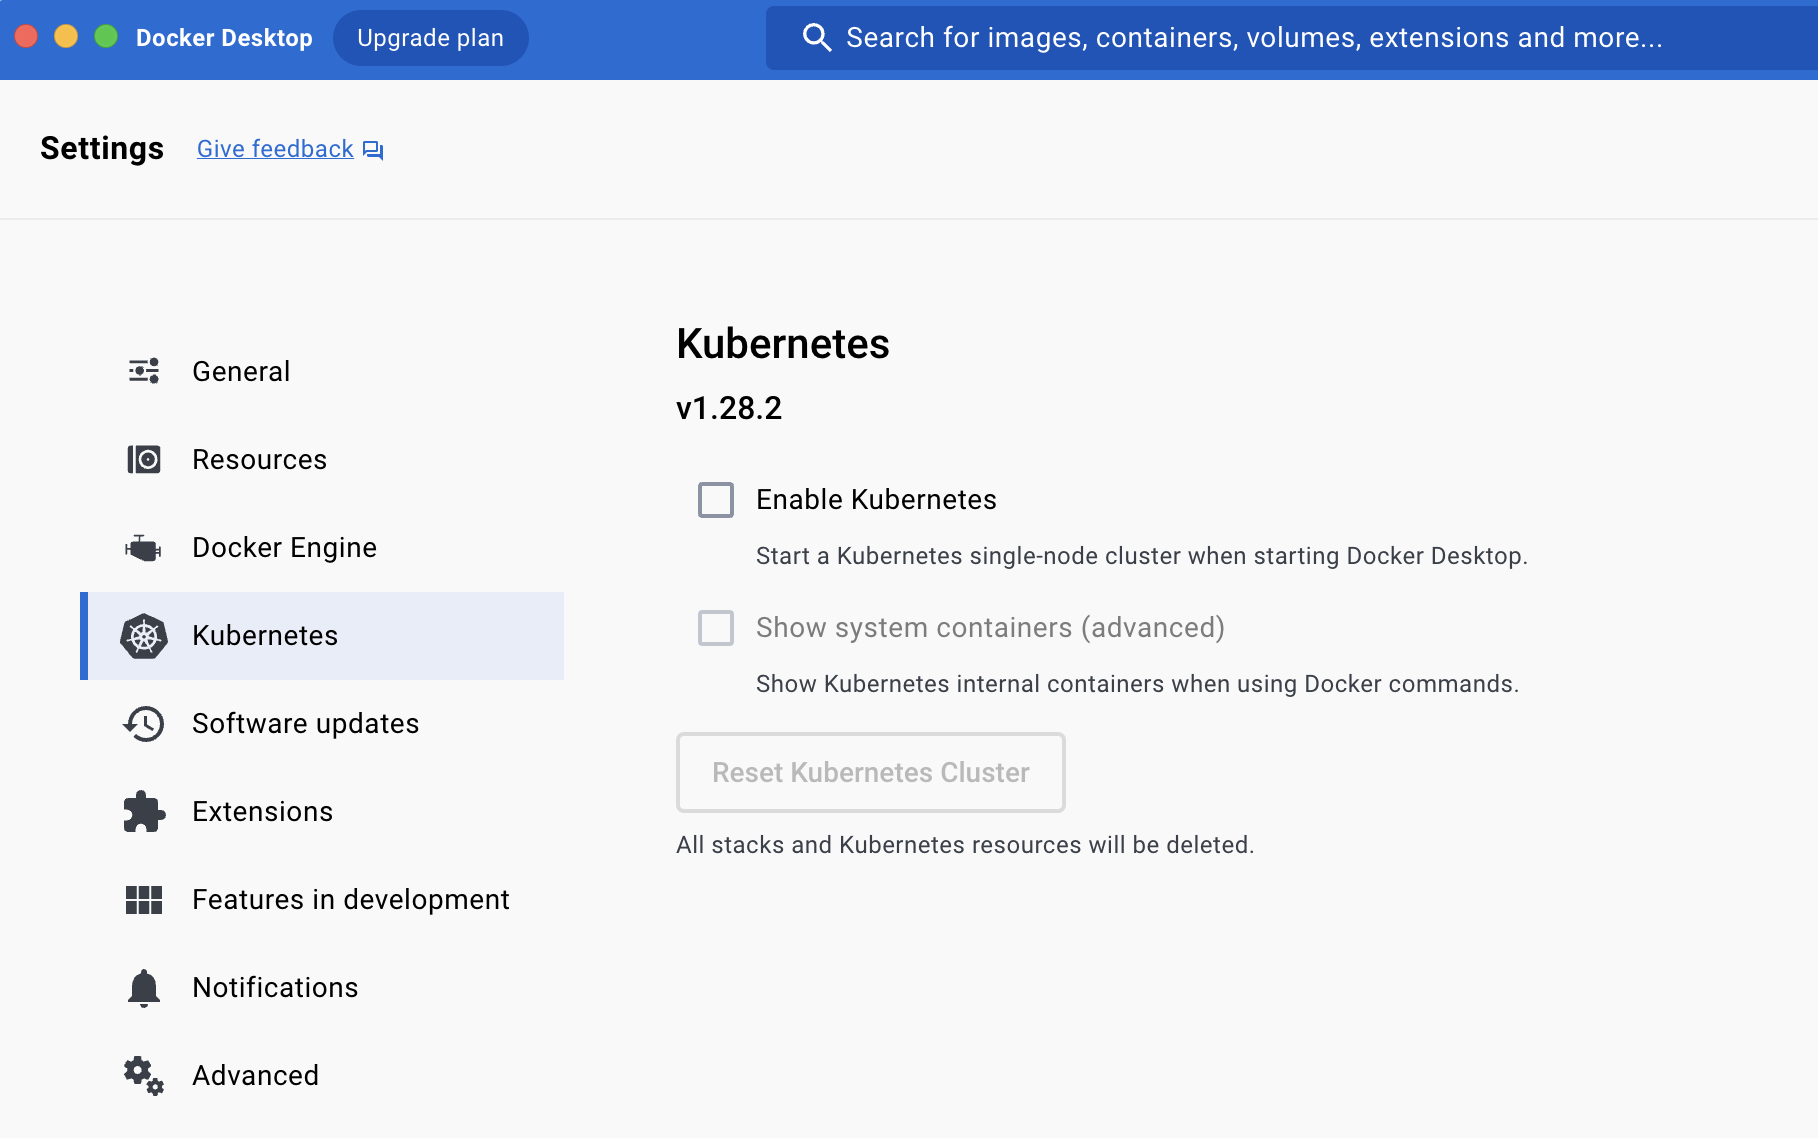 Docker Desktop
Upgrade plan
Search for images, containers, volumes, extensions and more...
Settings
Give feedback
General
Resources
Docker Engine
Kubernetes
Software updates
Extensions
Features in development
Notifications
Advanced
Kubernetes
v1.28.2
Enable Kubernetes
Start a Kubernetes single-node cluster when starting Docker Desktop.
Show system containers (advanced)
Show Kubernetes internal containers when using Docker commands.
Reset Kubernetes Cluster
All stacks and Kubernetes resources will be deleted.